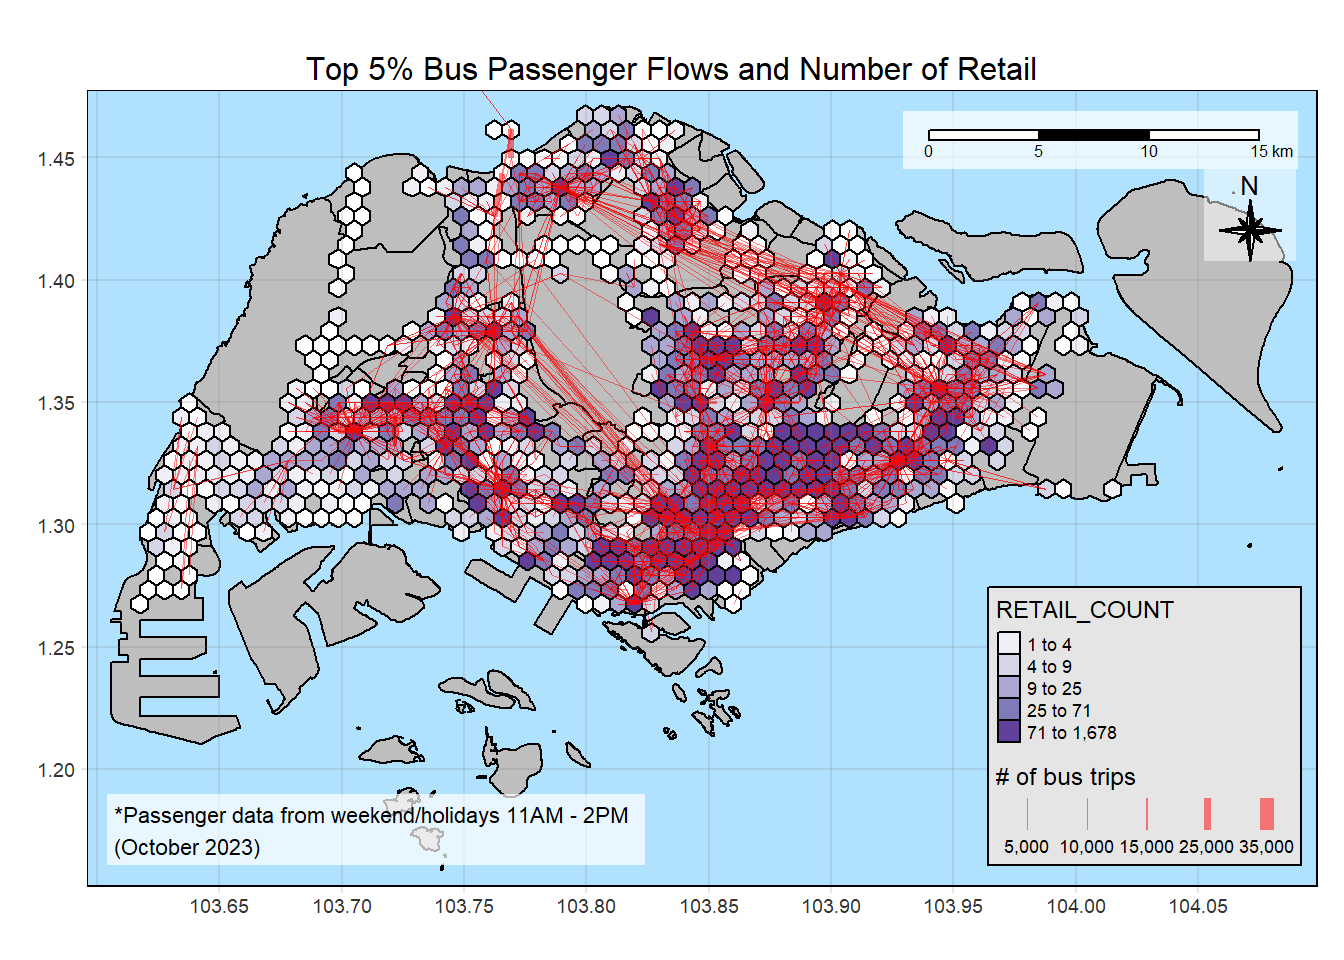 Top 5% Bus Passenger Flows and Number of Retail
1.45
1.40
1.35
1.30
1.25
1.20
0 5 10 15 km
N
RETAIL_COUNT
1 to 4
4 to 9
9 to 25
25 to 71
71 to 1,678
# of bus trips
5,000 10,000 15,000 25,000 35,000
*Passenger data from weekend/holidays 11AM - 2PM
(October 2023)
103.65 103.70 103.75 103.80 103.85 103.90 103.95 104.00 104.05